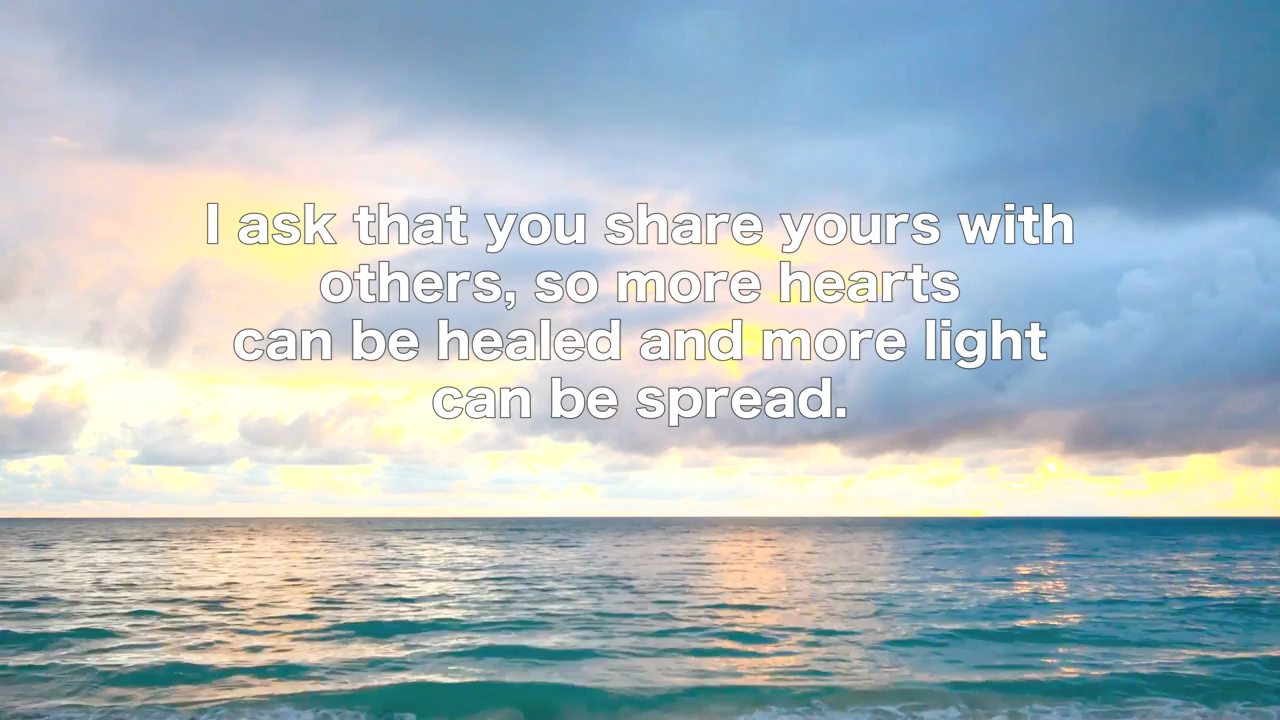 I ask that you share yours with
others, so more hearts
can be healed and more light
can be spread.